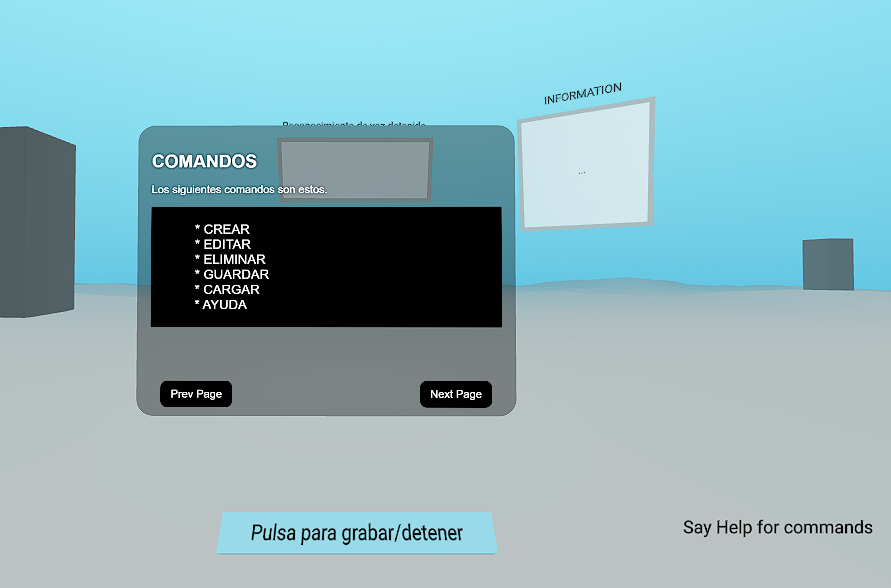 INFORMATION
Reconocimiento de voz detenido
...
COMANDOS
Los siguientes comandos son estos.
* CREAR
* EDITAR
* ELIMINAR
* GUARDAR
* CARGAR
* AYUDA
Prev Page
Next Page
Pulsa para grabar/detener
Say Help for commands